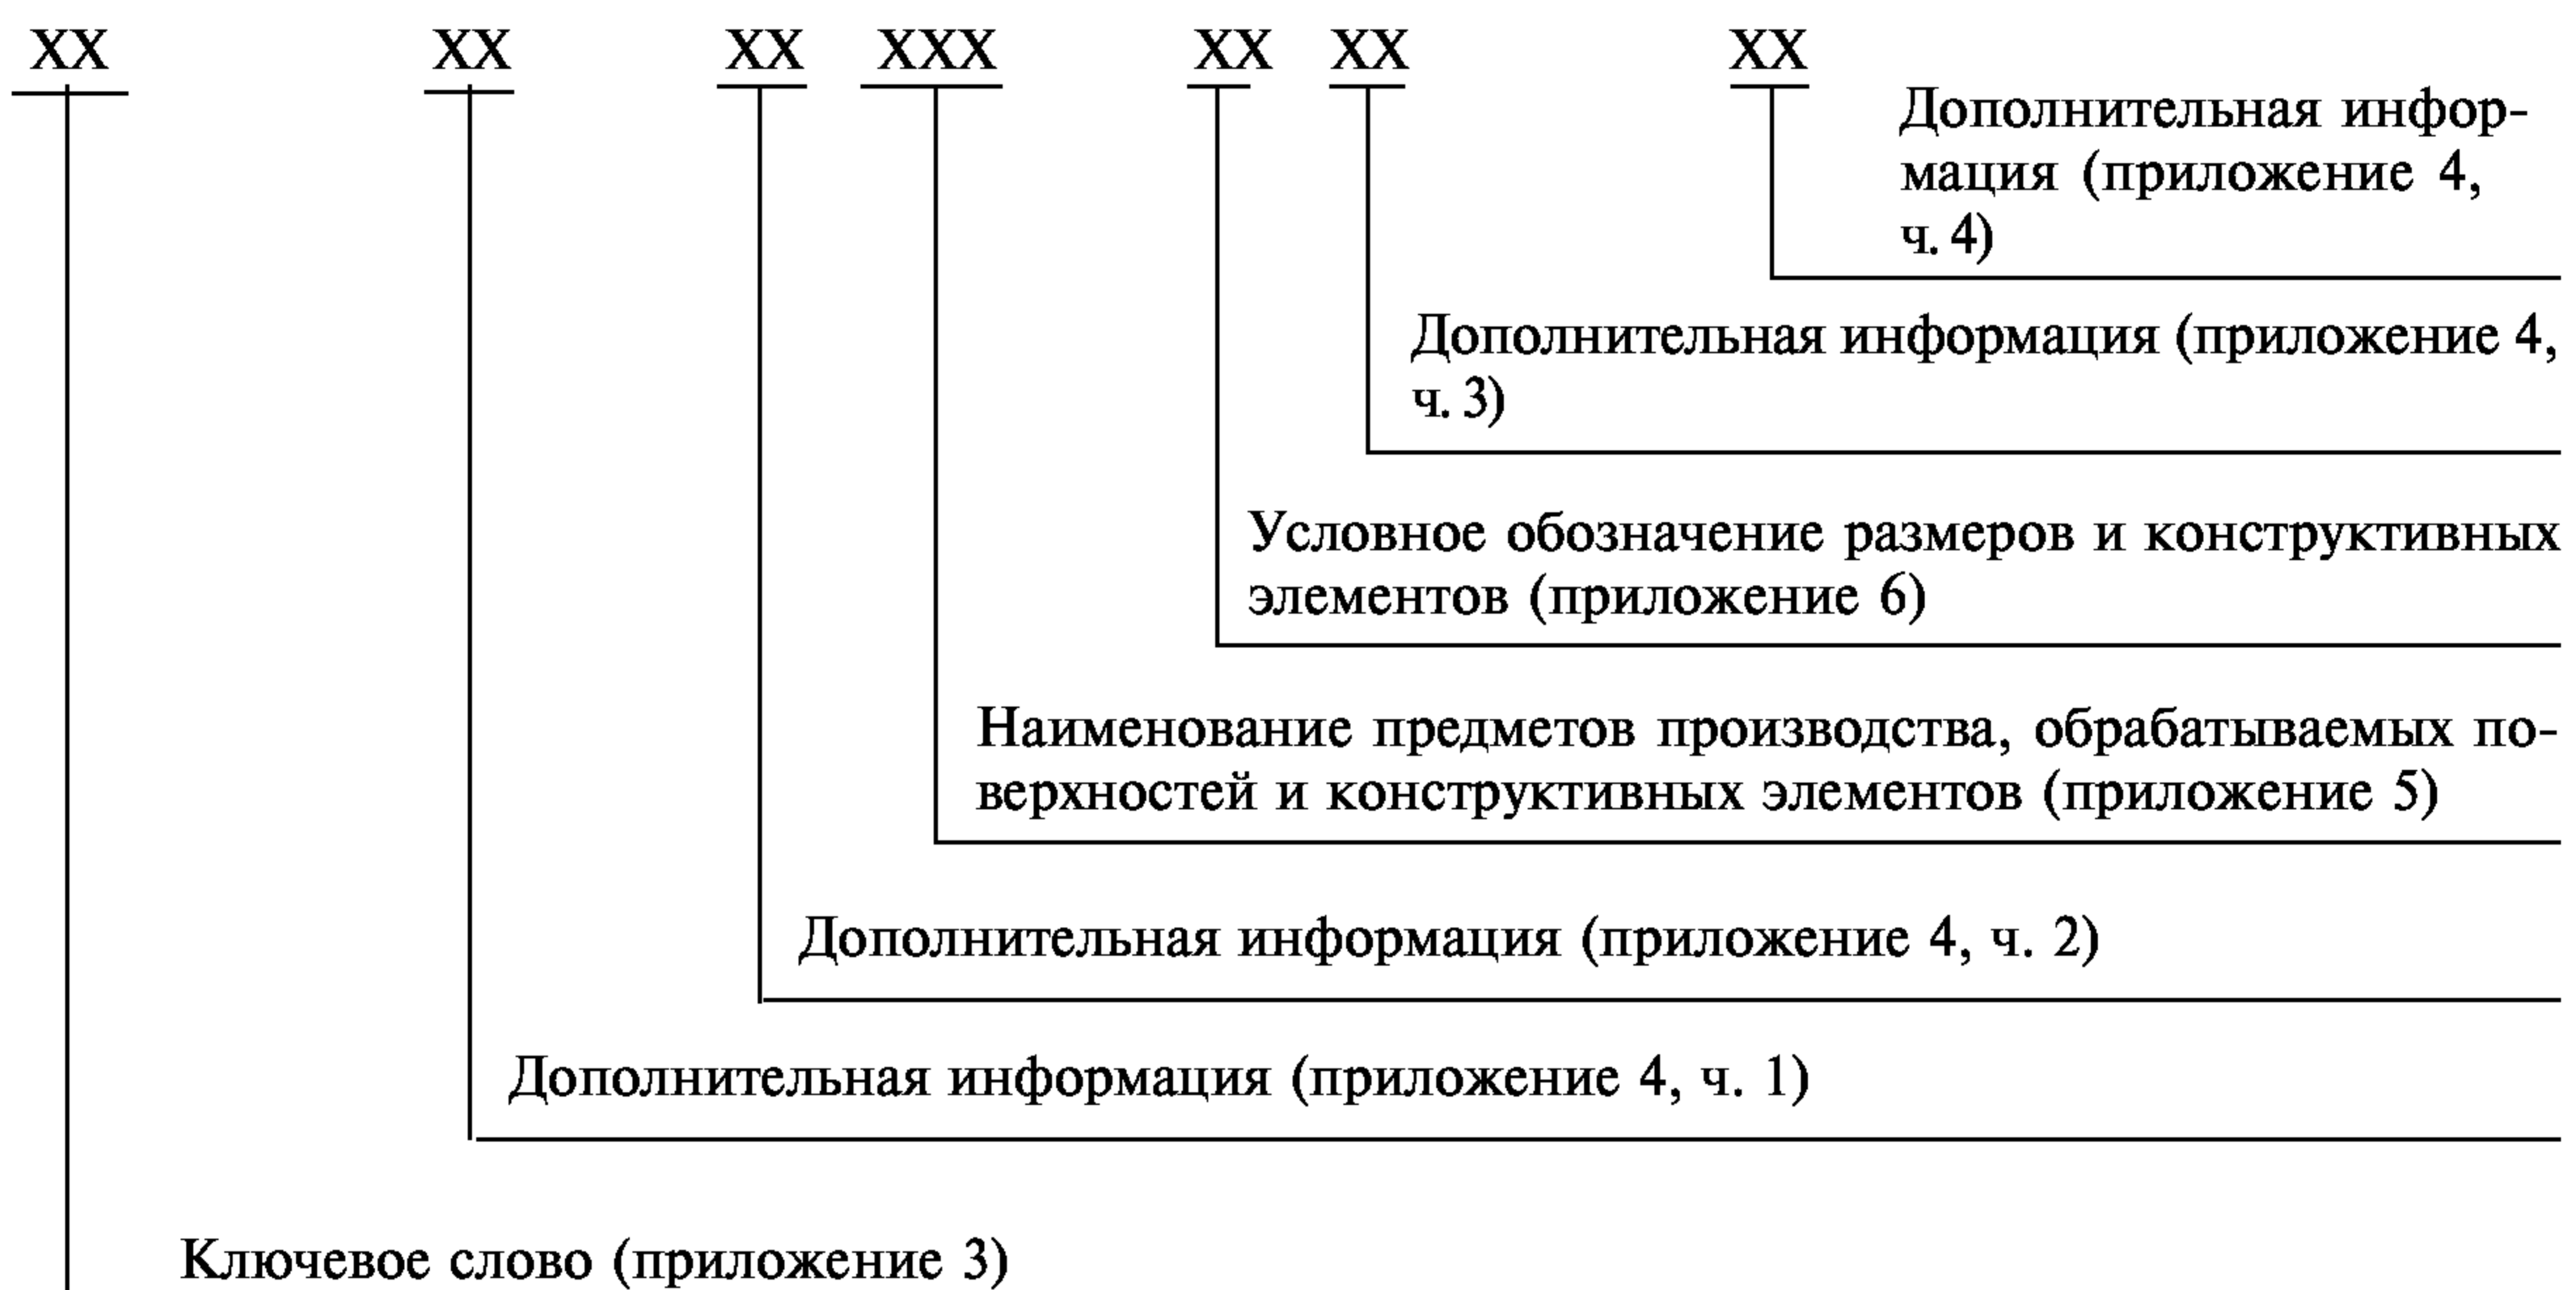 XX XX XX XXX XX XX XX
Дополнительная инфор-
мация (приложение 4,
ч. 4)
Дополнительная информация (приложение 4,
ч. 3)
Условное обозначение размеров и конструктивных
элементов (приложение 6)
Наименование предметов производства, обрабатываемых по-
верхностей и конструктивных элементов (приложение 5)
Дополнительная информация (приложение 4, ч. 2)
Дополнительная информация (приложение 4, ч. 1)
Ключевое слово (приложение 3)